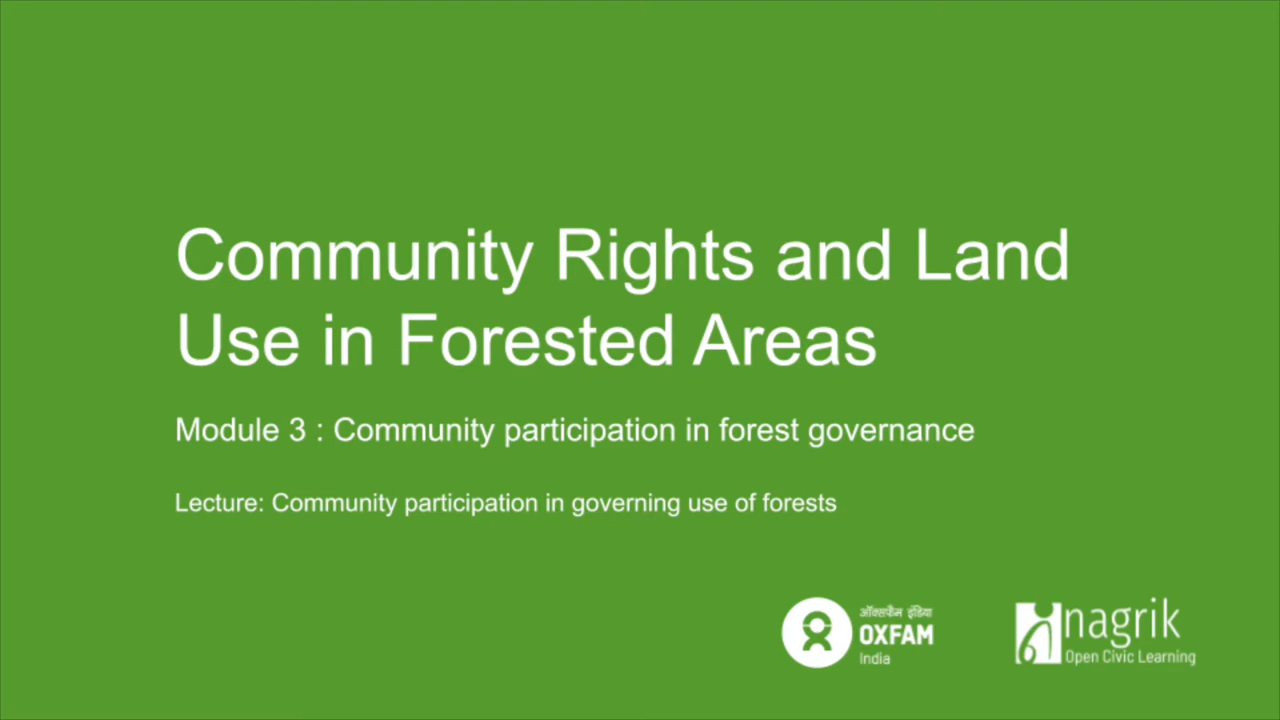 Community Rights and Land
Use in Forested Areas
Module 3 : Community participation in forest governance
Lecture: Community participation in governing use of forests
ऑक्सफैम इंडिया
OXFAM
India
nagrik
Open Civic Learning